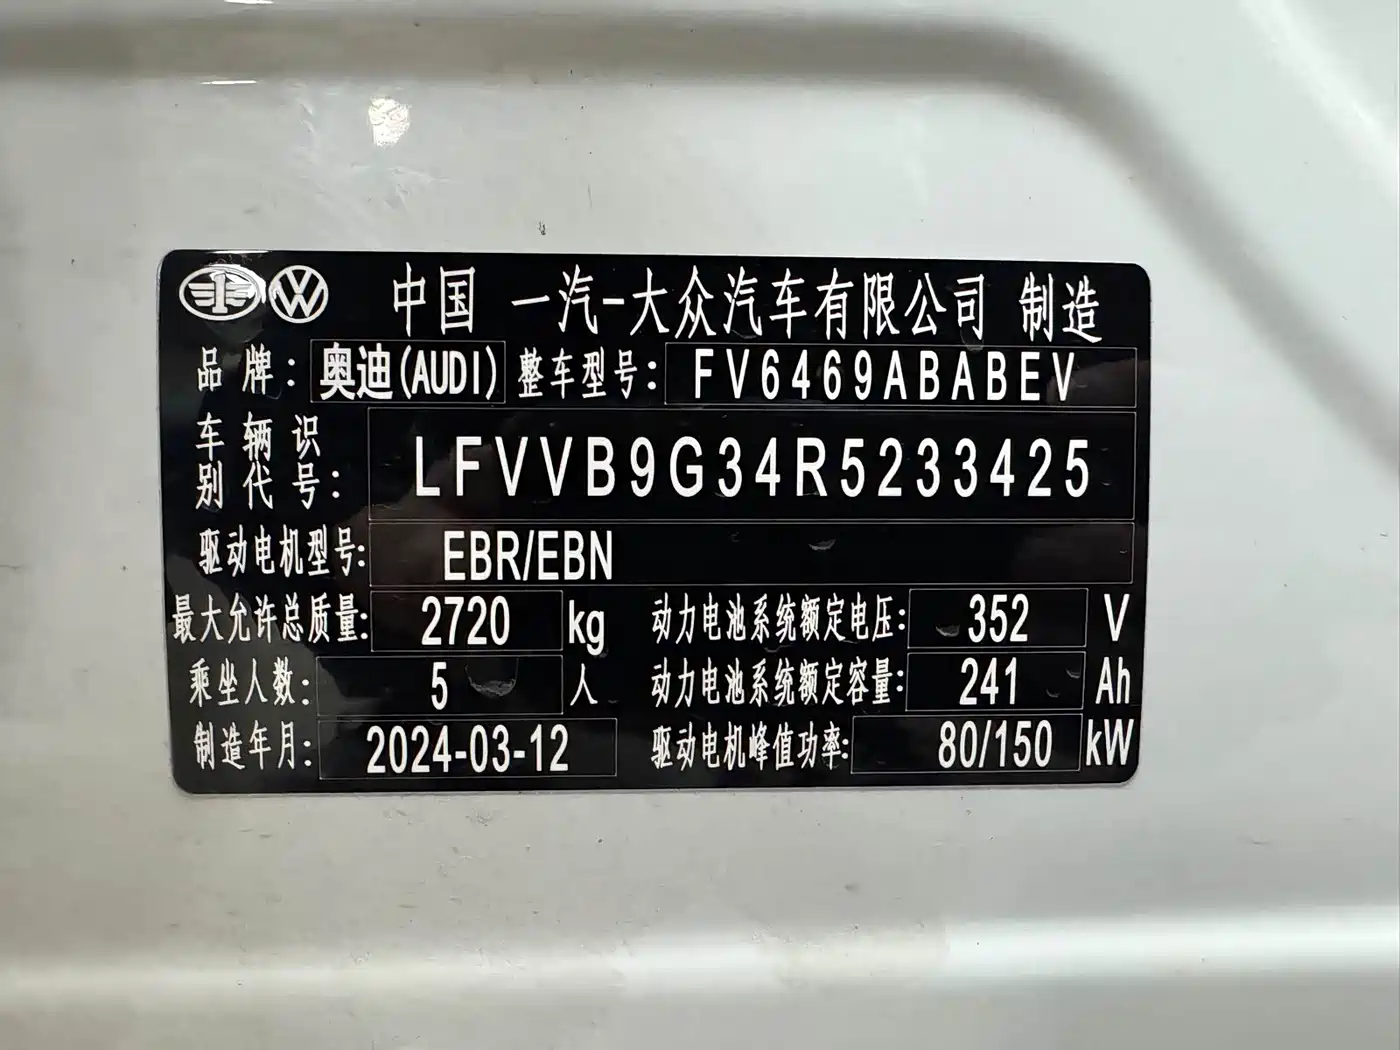 中国 一汽-大众汽车有限公司 制造
品牌: 奥迪(AUDI) 整车型号: FV6469ABABEV
车辆识别代号: LFVVB9G34R5233425
驱动电机型号: EBR/EBN
最大允许总质量: 2720 kg 动力电池系统额定电压: 352 V
乘坐人数: 5 人 动力电池系统额定容量: 241 Ah
制造年月: 2024-03-12 驱动电机峰值功率: 80/150 kW